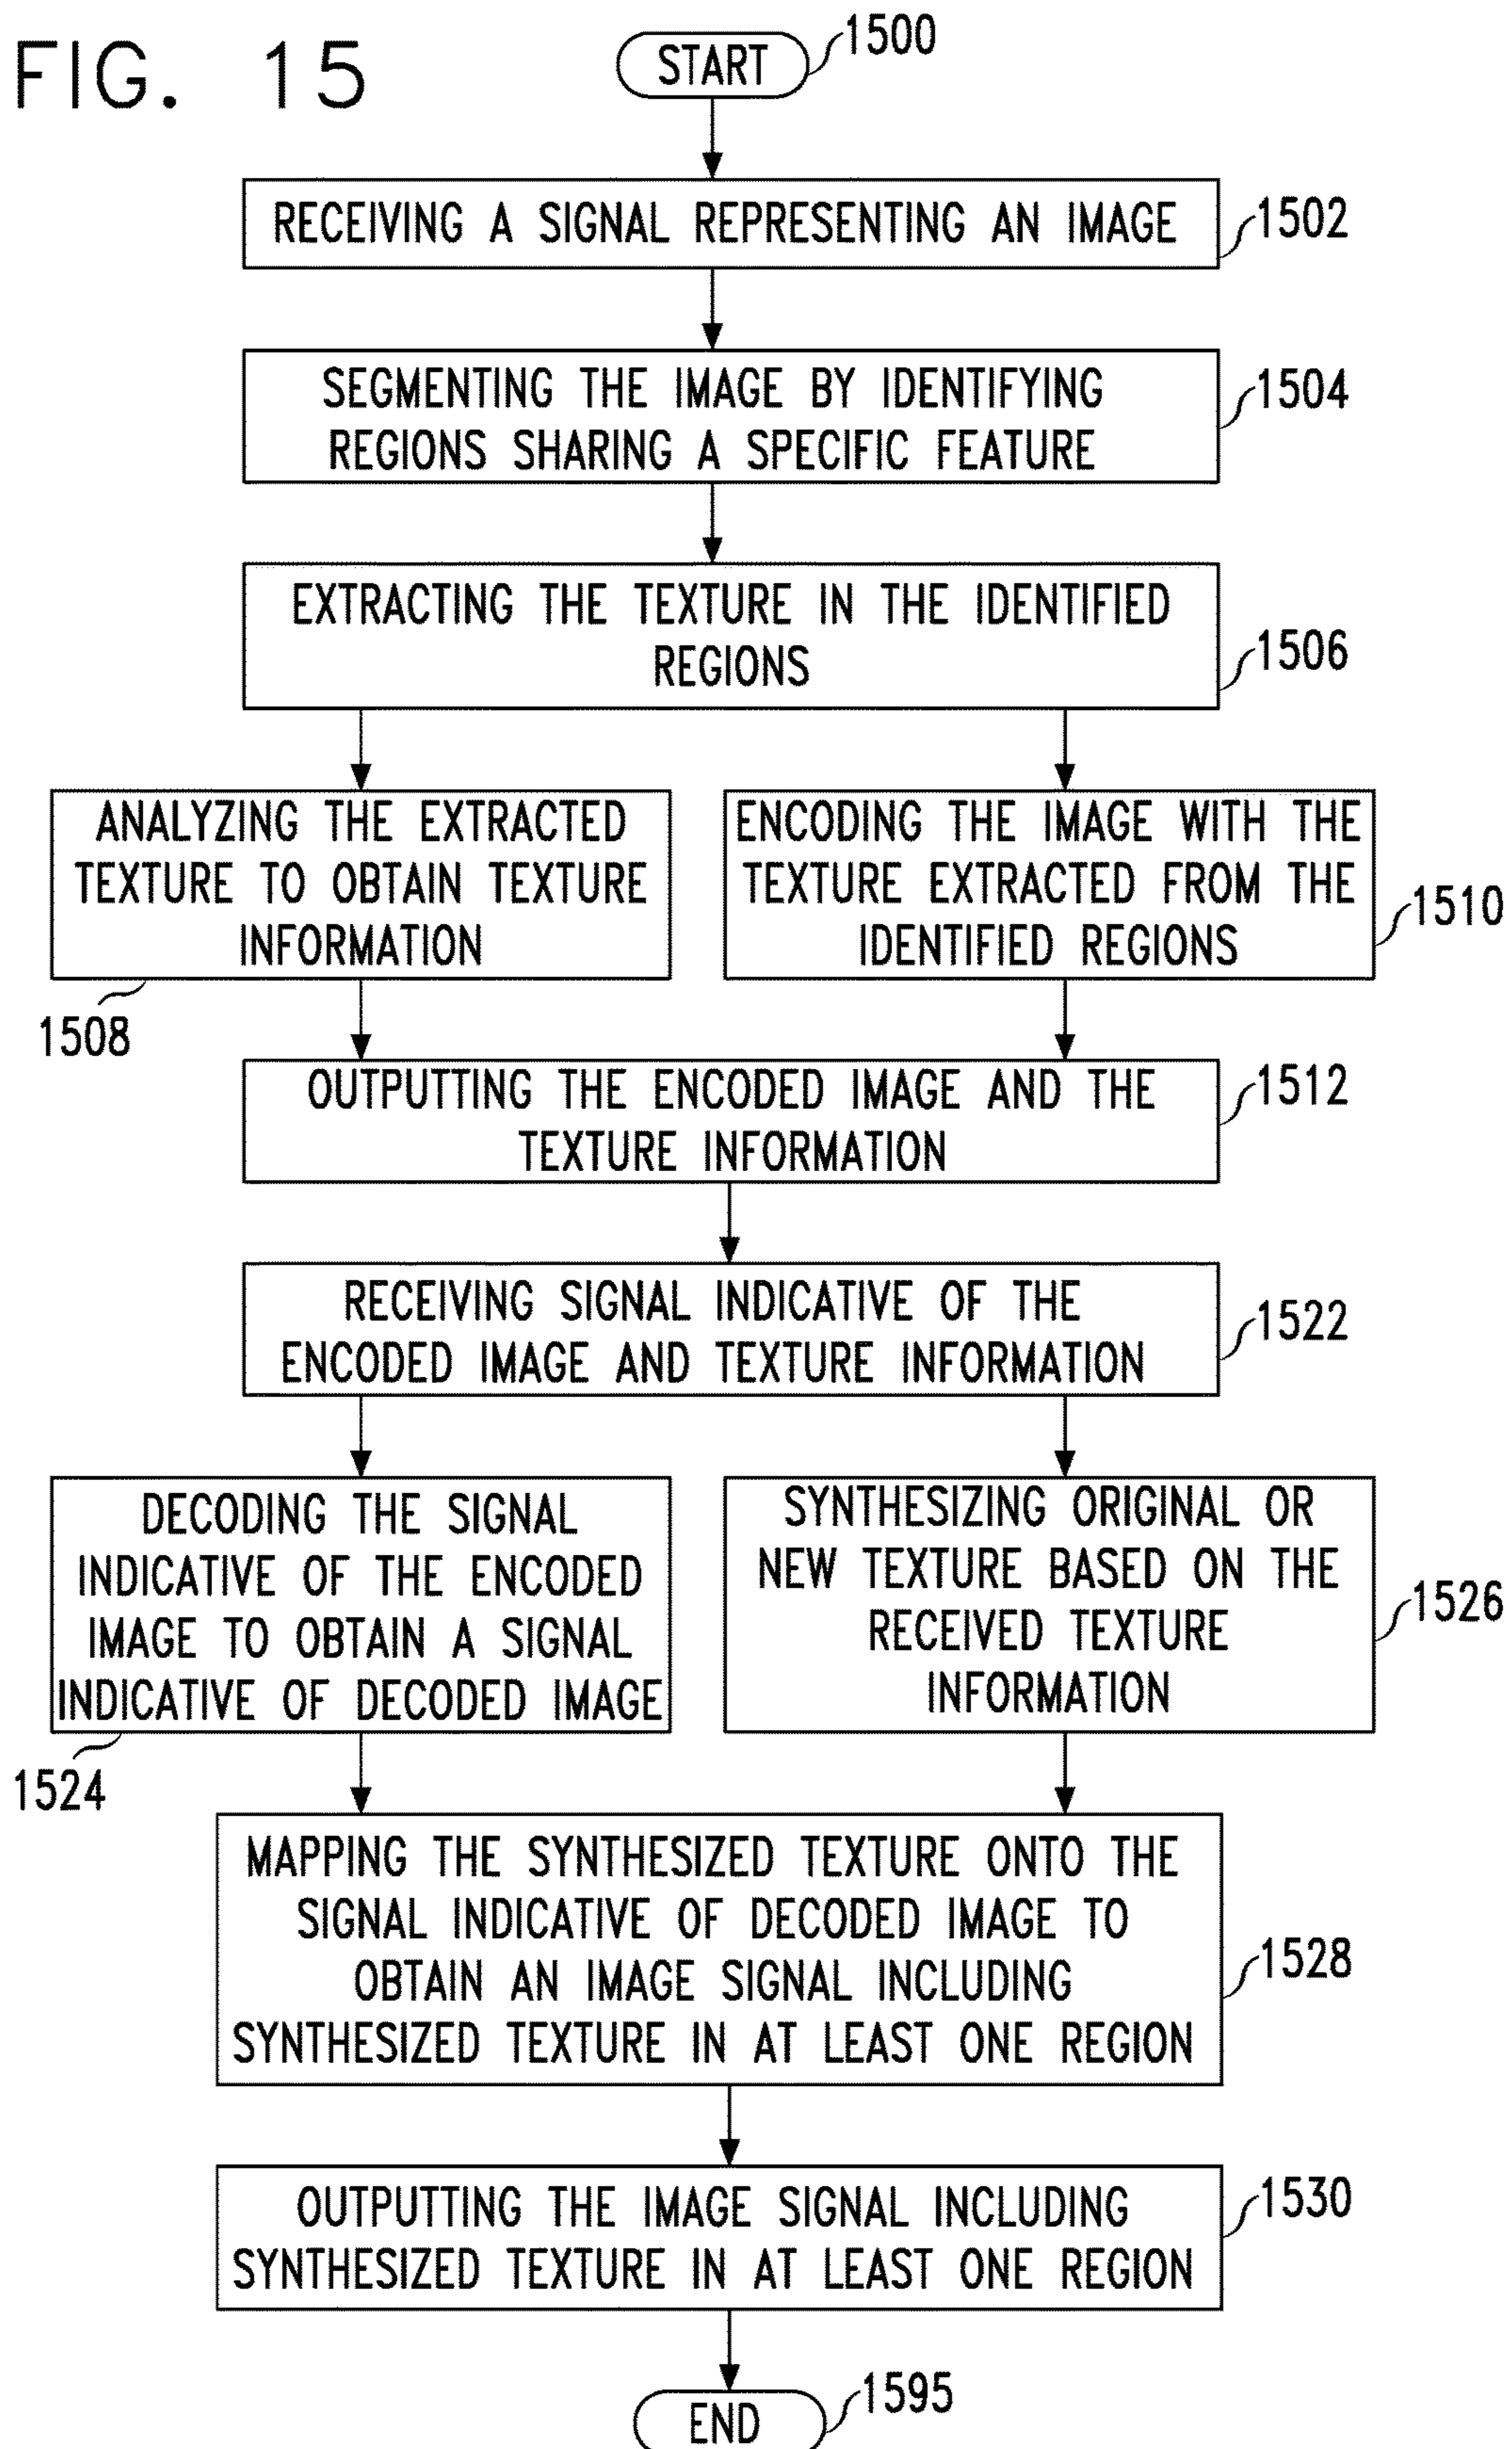 FIG. 15
START
1500
RECEIVING A SIGNAL REPRESENTING AN IMAGE
1502
SEGMENTING THE IMAGE BY IDENTIFYING
REGIONS SHARING A SPECIFIC FEATURE
1504
EXTRACTING THE TEXTURE IN THE IDENTIFIED
REGIONS
1506
ANALYZING THE EXTRACTED
TEXTURE TO OBTAIN TEXTURE
INFORMATION
1508
ENCODING THE IMAGE WITH THE
TEXTURE EXTRACTED FROM THE
IDENTIFIED REGIONS
1510
OUTPUTTING THE ENCODED IMAGE AND THE
TEXTURE INFORMATION
1512
RECEIVING SIGNAL INDICATIVE OF THE
ENCODED IMAGE AND TEXTURE INFORMATION
1522
DECODING THE SIGNAL
INDICATIVE OF THE ENCODED
IMAGE TO OBTAIN A SIGNAL
INDICATIVE OF DECODED IMAGE
1524
SYNTHESIZING ORIGINAL OR
NEW TEXTURE BASED ON THE
RECEIVED TEXTURE
INFORMATION
1526
MAPPING THE SYNTHESIZED TEXTURE ONTO THE
SIGNAL INDICATIVE OF DECODED IMAGE TO
OBTAIN AN IMAGE SIGNAL INCLUDING
SYNTHESIZED TEXTURE IN AT LEAST ONE REGION
1528
OUTPUTTING THE IMAGE SIGNAL INCLUDING
SYNTHESIZED TEXTURE IN AT LEAST ONE REGION
1530
END
1595